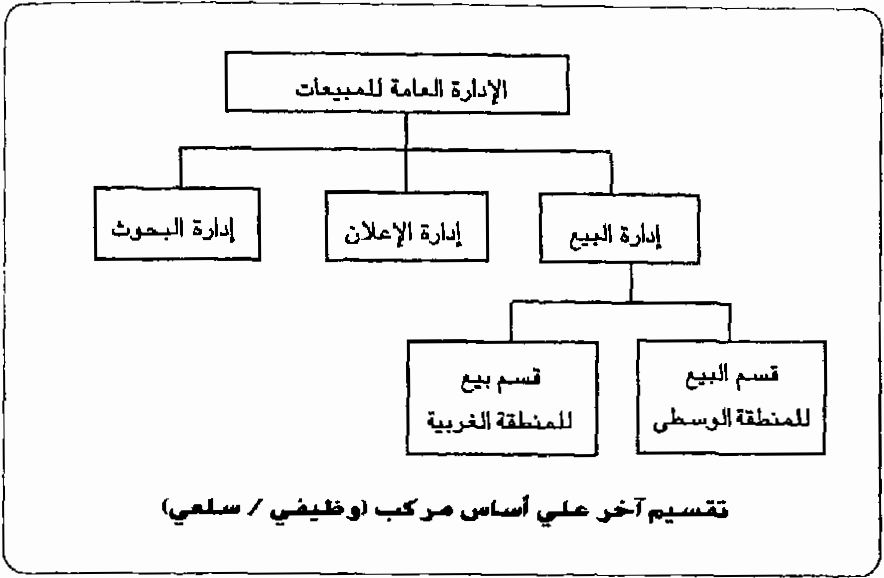 الإدارة العامة للمبيعات
إدارة البيع
إدارة الإعلان
إدارة البحوث
قسم البيع
للمنطقة الوسطي
قسم بيع
للمنطقة الغربية
تقسيم آخر علي أساس مركب (وظيفي / سلعي)